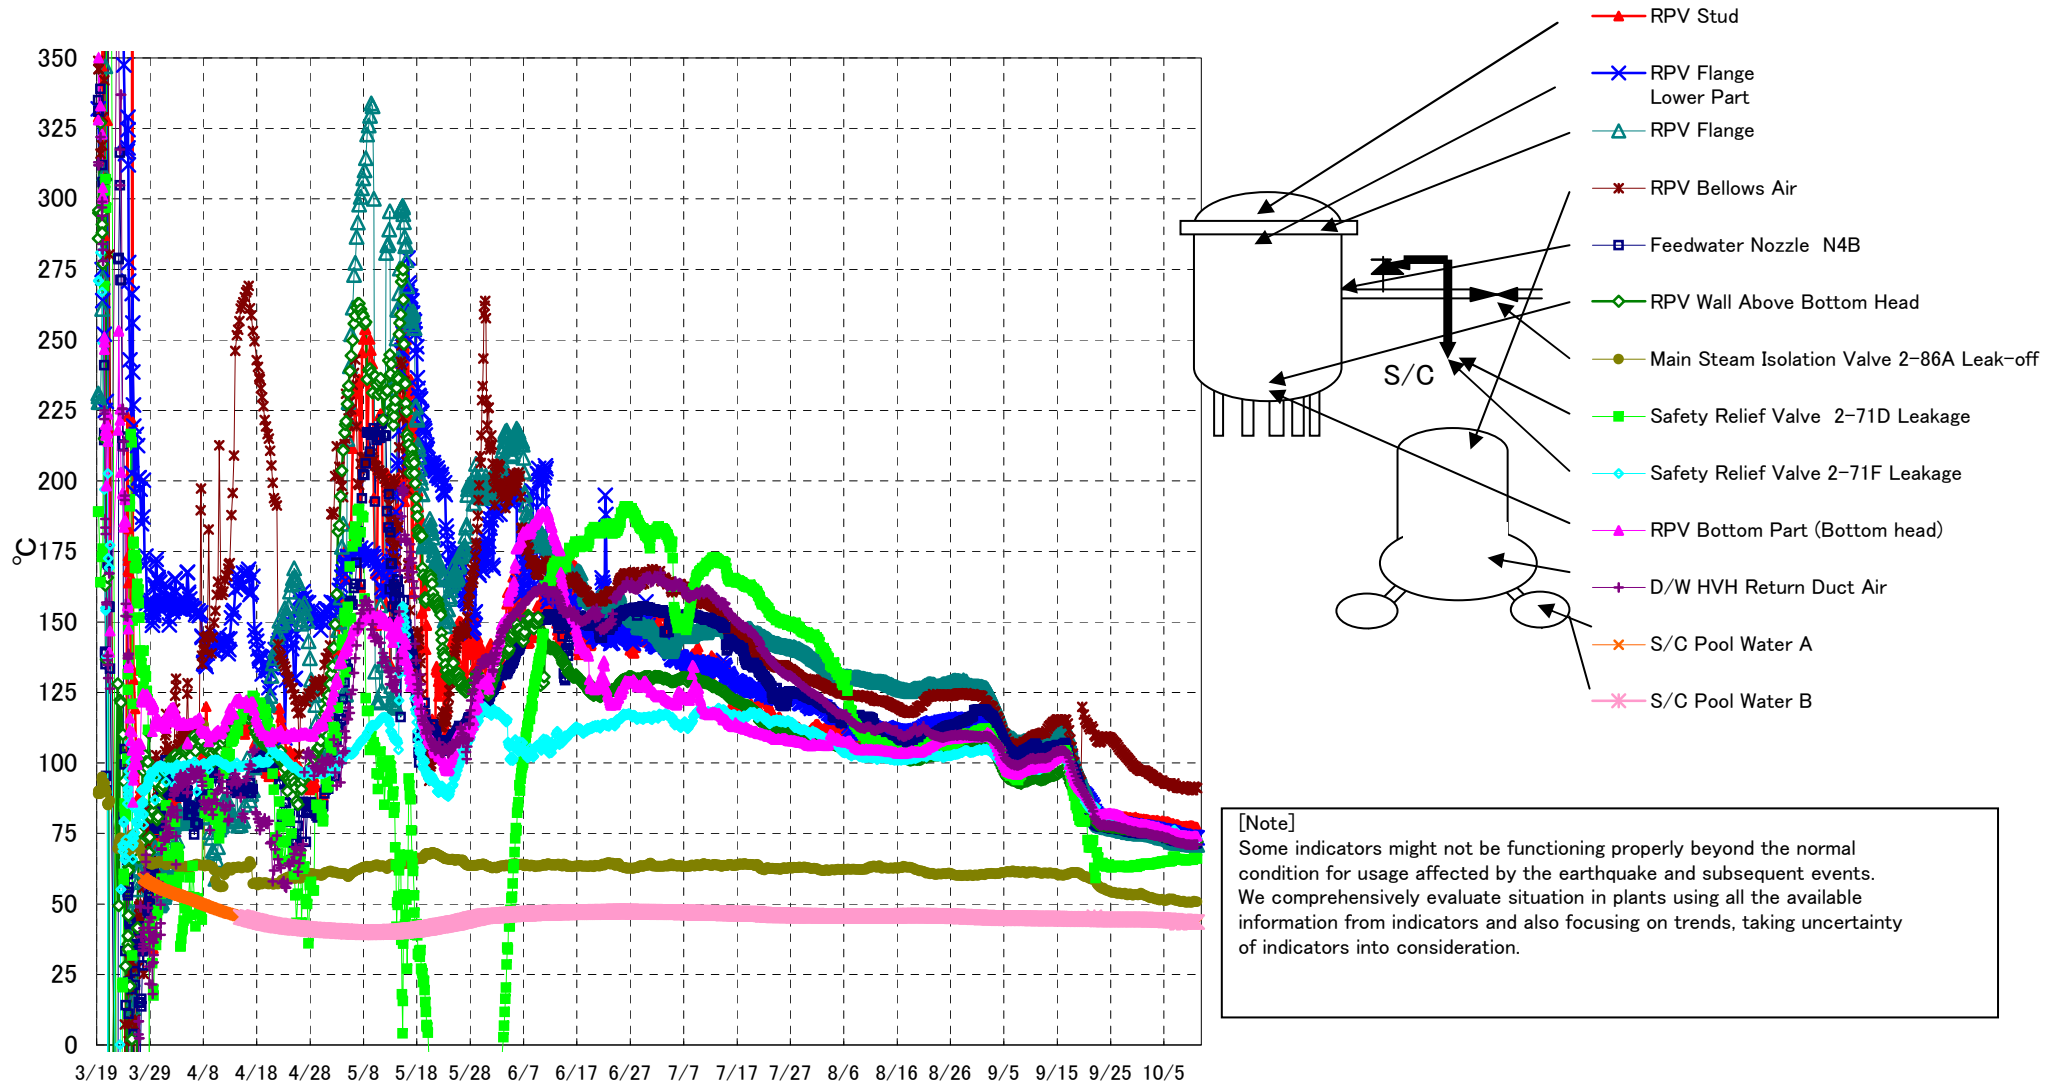 350
325
300
275
250
225
200
175
150
125
100
75
50
25
0
℃
3/19 3/29 4/8 4/18 4/28 5/8 5/18 5/28 6/7 6/17 6/27 7/7 7/17 7/27 8/6 8/16 8/26 9/5 9/15 9/25 10/5
RPV Stud
RPV Flange
Lower Part
RPV Flange
RPV Bellows Air
Feedwater Nozzle N4B
RPV Wall Above Bottom Head
Main Steam Isolation Valve 2-86A Leak-off
Safety Relief Valve 2-71D Leakage
Safety Relief Valve 2-71F Leakage
RPV Bottom Part (Bottom head)
D/W HVH Return Duct Air
S/C Pool Water A
S/C Pool Water B
S/C
[Note]
Some indicators might not be functioning properly beyond the normal
condition for usage affected by the earthquake and subsequent events.
We comprehensively evaluate situation in plants using all the available
information from indicators and also focusing on trends, taking uncertainty
of indicators into consideration.